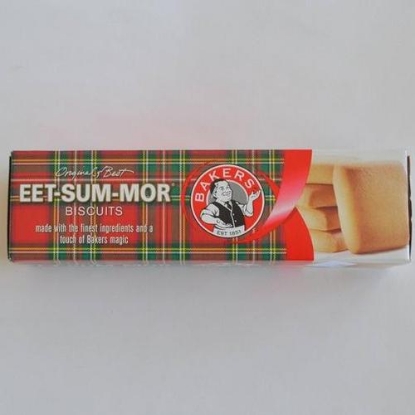 Original & Best
EET-SUM-MOR
BISCUITS
made with the finest ingredients and a
touch of Bakers magic
BAKERS
EST 1851